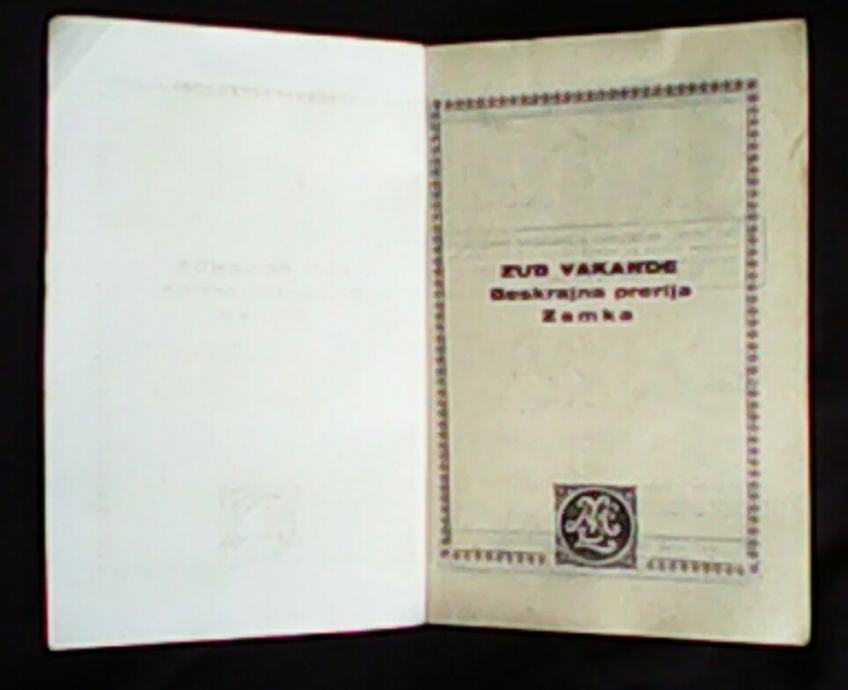 ZUB VAKANDE
Beskrajna prerija
Zamka